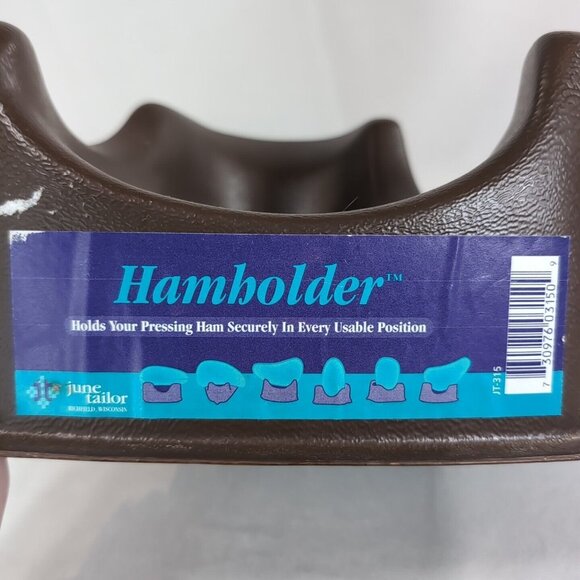 Hamholder™
Holds Your Pressing Ham Securely In Every Usable Position
june
tailor
RICHFIELD, WISCONSIN
JT-315
7 30976 03150 9